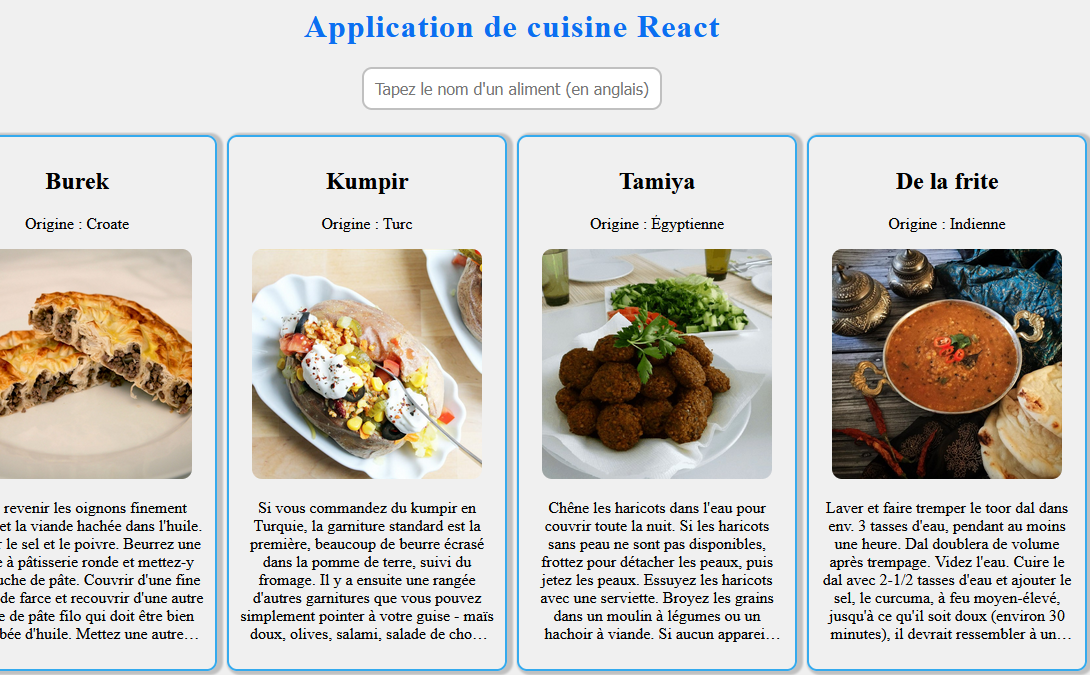 Application de cuisine React
Tapez le nom d'un aliment (en anglais)
Burek
Origine : Croate
revenir les oignons finement
et la viande hachée dans l'huile.
le sel et le poivre. Beurrez une
à pâtisserie ronde et mettez-y
de pâte. Couvrir d'une fine
de farce et recouvrir d'une autre
de pâte filo qui doit être bien
d'huile. Mettez une autre…
Kumpir
Origine : Turc
Si vous commandez du kumpir en
Turquie, la garniture standard est la
première, beaucoup de beurre écrasé
dans la pomme de terre, suivi du
fromage. Il y a ensuite une rangée
d'autres garnitures que vous pouvez
simplement pointer à votre guise - maïs
doux, olives, salami, salade de cho…
Tamiya
Origine : Égyptienne
Chêne les haricots dans l'eau pour
couvrir toute la nuit. Si les haricots
sans peau ne sont pas disponibles,
frottez pour détacher les peaux, puis
jetez les peaux. Essuyez les haricots
avec une serviette. Broyez les grains
dans un moulin à légumes ou un
hachoir à viande. Si aucun apparei…
De la frite
Origine : Indienne
Laver et faire tremper le toor dal dans
env. 3 tasses d'eau, pendant au moins
une heure. Dal doublera de volume
après trempage. Videz l'eau. Cuire le
dal avec 2-1/2 tasses d'eau et ajouter le
sel, le curcuma, à feu moyen-élevé,
jusqu'à ce qu'il soit doux (environ 30
minutes), il devrait ressembler à un…